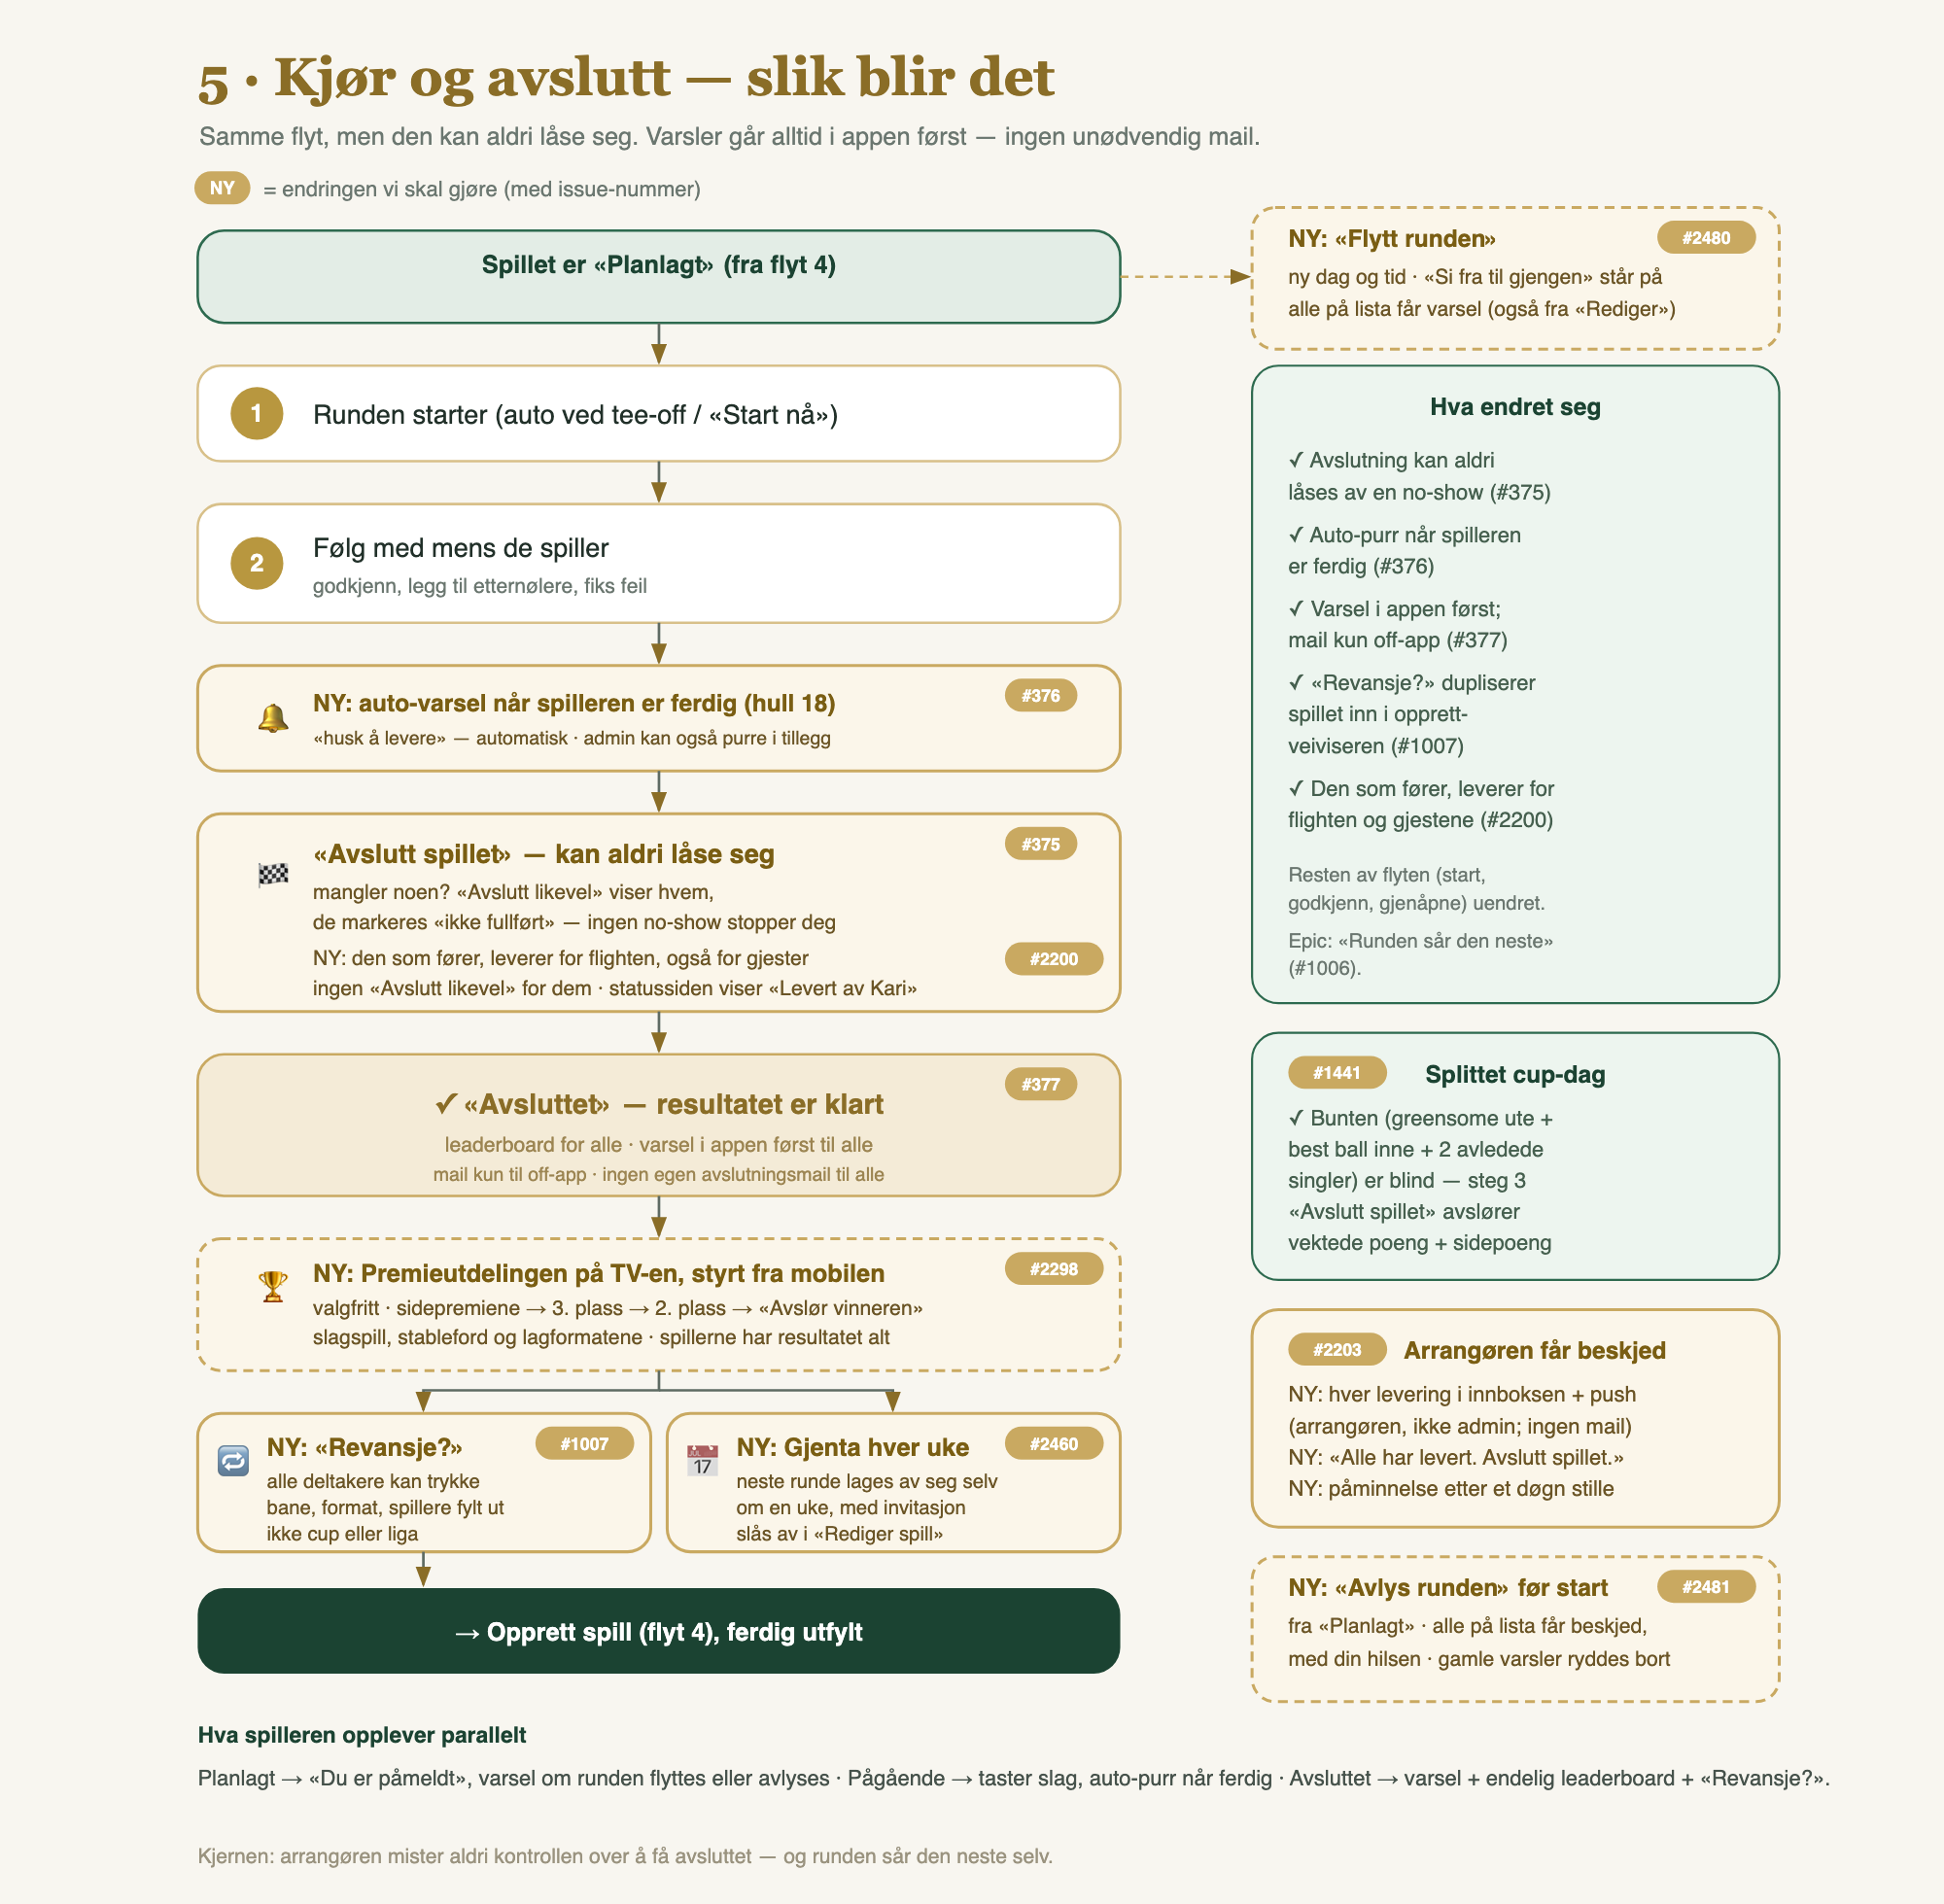 5 · Kjør og avslutt — slik blir det
Samme flyt, men den kan aldri låse seg. Varsler går alltid i appen først — ingen unødvendig mail.
NY = endringen vi skal gjøre (med issue-nummer)
Spillet er «Planlagt» (fra flyt 4)
NY: «Flytt runden» #2480
ny dag og tid · «Si fra til gjengen» står på
alle på lista får varsel (også fra «Rediger»)
1 Runden starter (auto ved tee-off / «Start nå»)
2 Følg med mens de spiller
godkjenn, legg til etternølere, fiks feil
NY: auto-varsel når spilleren er ferdig (hull 18) #376
«husk å levere» — automatisk · admin kan også purre i tillegg
«Avslutt spillet» — kan aldri låse seg #375
mangler noen? «Avslutt likevel» viser hvem,
de markeres «ikke fullført» — ingen no-show stopper deg
NY: den som fører, leverer for flighten, også for gjester #2200
ingen «Avslutt likevel» for dem · statussiden viser «Levert av Kari»
✓ «Avsluttet» — resultatet er klart #377
leaderboard for alle · varsel i appen først til alle
mail kun til off-app · ingen egen avslutningsmail til alle
NY: Premieutdelingen på TV-en, styrt fra mobilen #2298
valgfritt · sidepremiene → 3. plass → 2. plass → «Avslør vinneren»
slagspill, stableford og lagformatene · spillerne har resultatet alt
NY: «Revansje?» #1007
alle deltakere kan trykke
bane, format, spillere fylt ut
ikke cup eller liga
JUL
17
NY: Gjenta hver uke #2460
neste runde lages av seg selv
om en uke, med invitasjon
slås av i «Rediger spill»
→ Opprett spill (flyt 4), ferdig utfylt
Hva endret seg
✓ Avslutning kan aldri
låses av en no-show (#375)
✓ Auto-purr når spilleren
er ferdig (#376)
✓ Varsel i appen først;
mail kun off-app (#377)
✓ «Revansje?» dupliserer
spillet inn i opprett-
veiviseren (#1007)
✓ Den som fører, leverer for
flighten og gjestene (#2200)
Resten av flyten (start,
godkjenn, gjenåpne) uendret.
Epic: «Runden sår den neste»
(#1006).
#1441 Splittet cup-dag
✓ Bunten (greensome ute +
best ball inne + 2 avledede
singler) er blind — steg 3
«Avslutt spillet» avslører
vektede poeng + sidepoeng
#2203 Arrangøren får beskjed
NY: hver levering i innboksen + push
(arrangøren, ikke admin; ingen mail)
NY: «Alle har levert. Avslutt spillet.»
NY: påminnelse etter et døgn stille
NY: «Avlys runden» før start #2481
fra «Planlagt» · alle på lista får beskjed,
med din hilsen · gamle varsler ryddes bort
Hva spilleren opplever parallelt
Planlagt → «Du er påmeldt», varsel om runden flyttes eller avlyses · Pågående → taster slag, auto-purr når ferdig · Avsluttet → varsel + endelig leaderboard + «Revansje?».
Kjernen: arrangøren mister aldri kontrollen over å få avsluttet — og runden sår den neste selv.